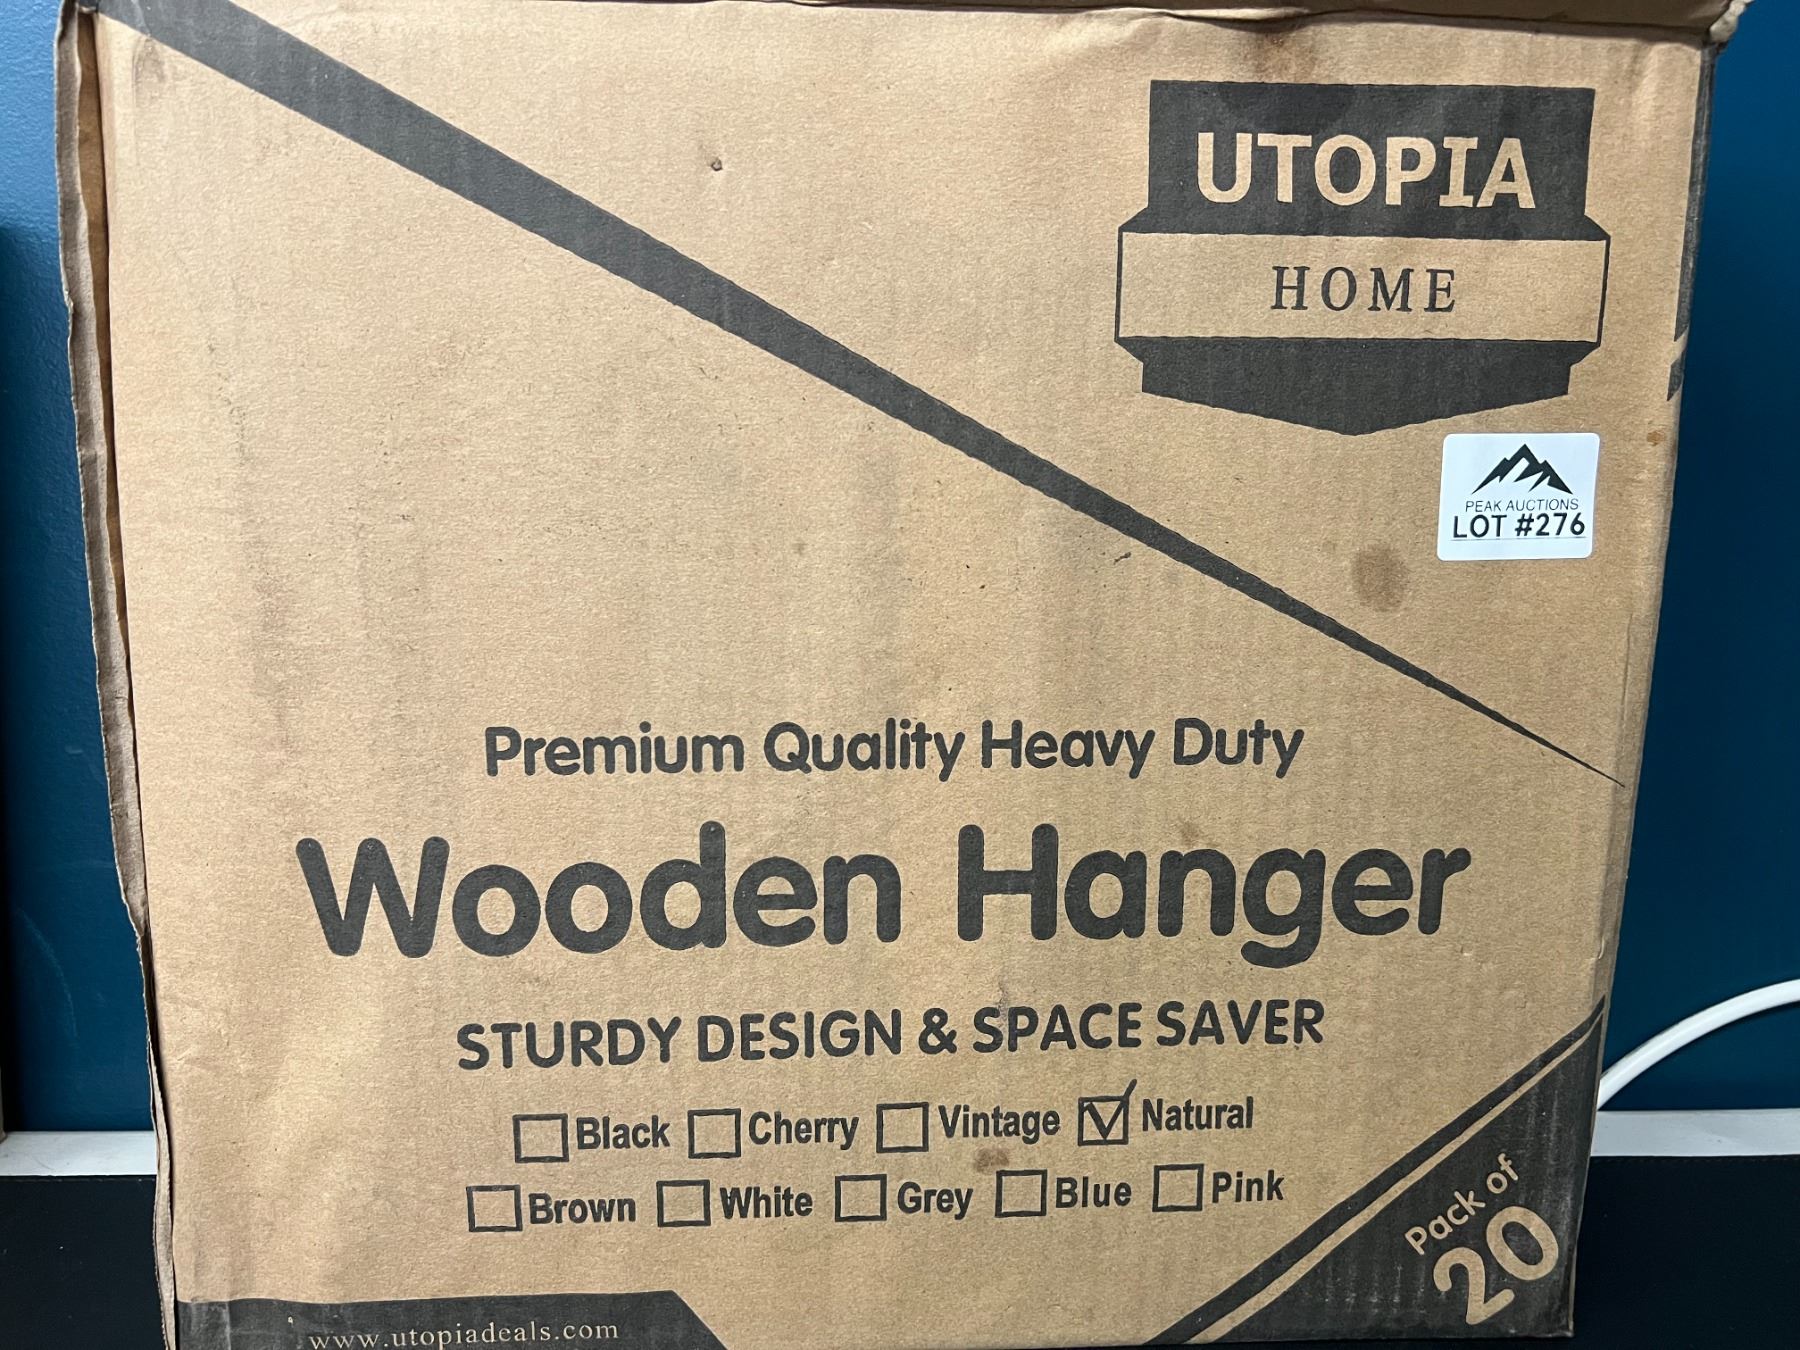 UTOPIA
HOME
PEAK AUCTIONS
LOT #276
Premium Quality Heavy Duty
Wooden Hanger
STURDY DESIGN & SPACE SAVER
Black Cherry Vintage Natural
Brown White Grey Blue Pink
Pack of
20
www.utopiadeals.com